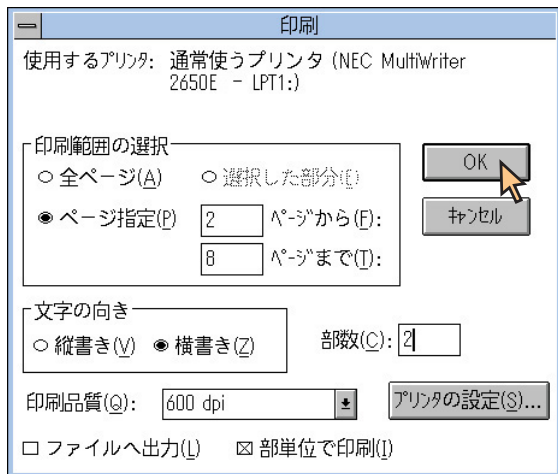 印刷
使用するプリンタ: 通常使うプリンタ (NEC MultiWriter
2650E - LPT1:)
印刷範囲の選択
全ページ(A) 選択した部分(E)
OK
ページ指定(P) 2 ページから(F):
キャンセル
8 ページまで(T):
文字の向き
縦書き(V) 横書き(Z)
部数(C): 2
印刷品質(Q): 600 dpi
プリンタの設定(S)...
ファイルへ出力(L) 部単位で印刷(I)